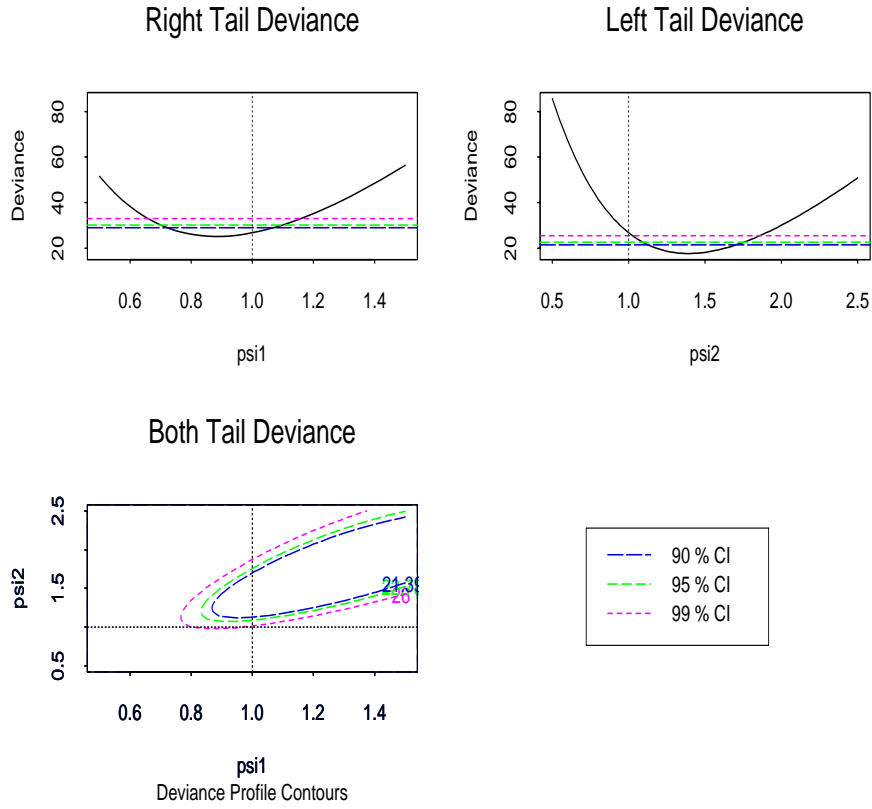 Right Tail Deviance
Deviance
80
60
40
20
0.6 0.8 1.0 1.2 1.4
psi1
Left Tail Deviance
Deviance
80
60
40
20
0.5 1.0 1.5 2.0 2.5
psi2
Both Tail Deviance
psi2
2.5
1.5
0.5
26
0.6 0.8 1.0 1.2 1.4
psi1
Deviance Profile Contours
90 % CI
95 % CI
99 % CI